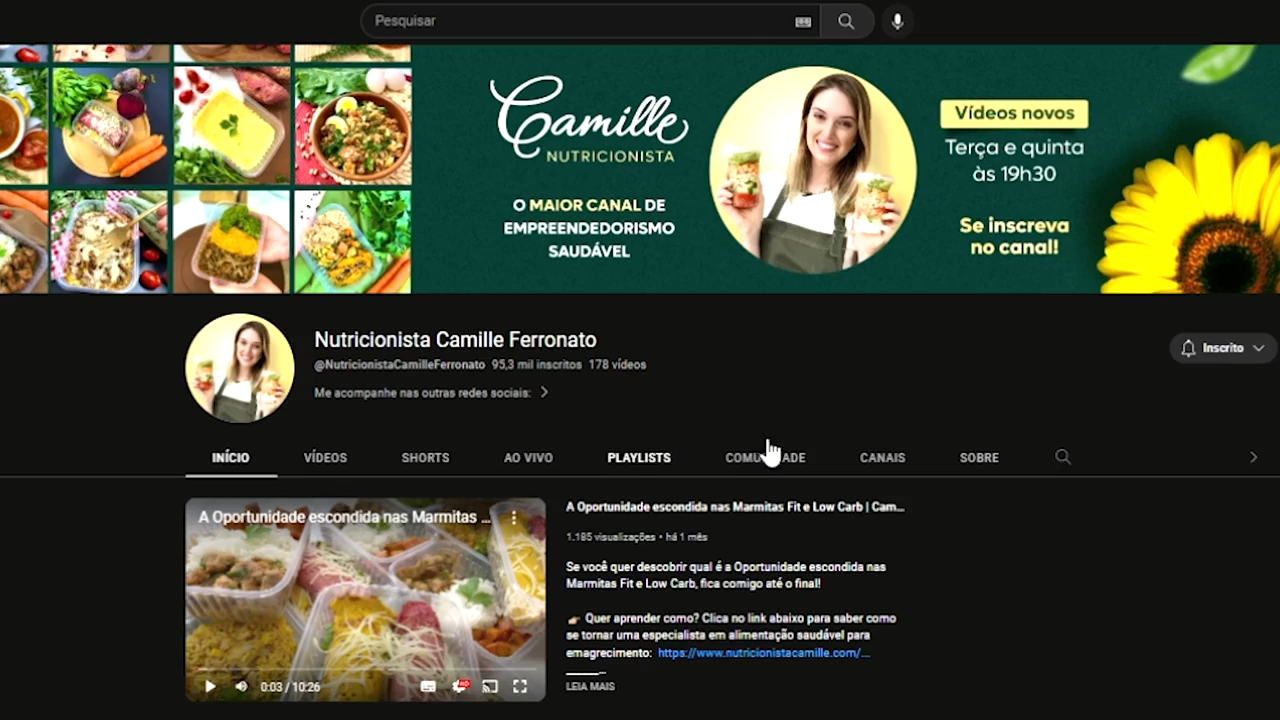 Pesquisar
Camille
NUTRICIONISTA
O MAIOR CANAL DE
EMPREENDEDORISMO
SAUDÁVEL
Vídeos novos
Terça e quinta
às 19h30
Se inscreva
no canal!
Nutricionista Camille Ferronato
@NutricionistaCamilleFerronato 95,3 mil inscritos 178 vídeos
Me acompanhe nas outras redes sociais:
Inscrito
INÍCIO VÍDEOS SHORTS AO VIVO PLAYLISTS CANAIS SOBRE
A Oportunidade escondida nas Marmitas ...
0:03 / 10:26
A Oportunidade escondida nas Marmitas Fit e Low Carb | Cam...
1.185 visualizações • há 1 mês
Se você quer descobrir qual é a Oportunidade escondida nas
Marmitas Fit e Low Carb, fica comigo até o final!
👉 Quer aprender como? Clica no link abaixo para saber como
se tornar uma especialista em alimentação saudável para
emagrecimento: https://www.nutricionistacamille.com/...
LEIA MAIS